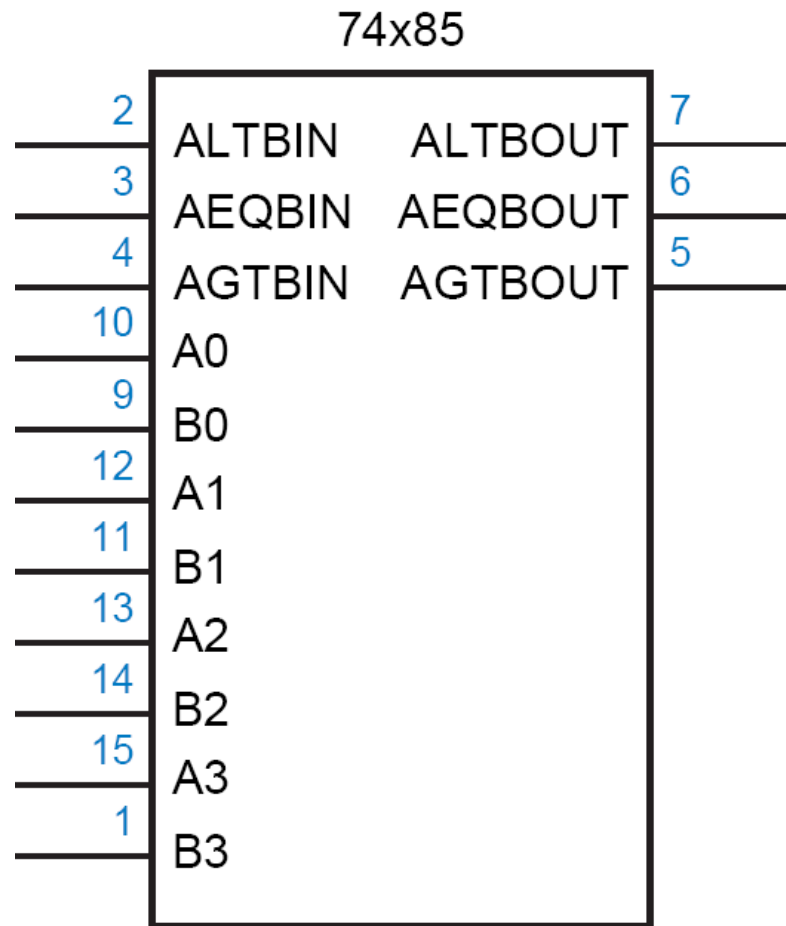 74x85
2 ALTBIN ALTBOUT 7
3 AEQBIN AEQBOUT 6
4 AGTBIN AGTBOUT 5
10 A0
9 B0
12 A1
11 B1
13 A2
14 B2
15 A3
1 B3